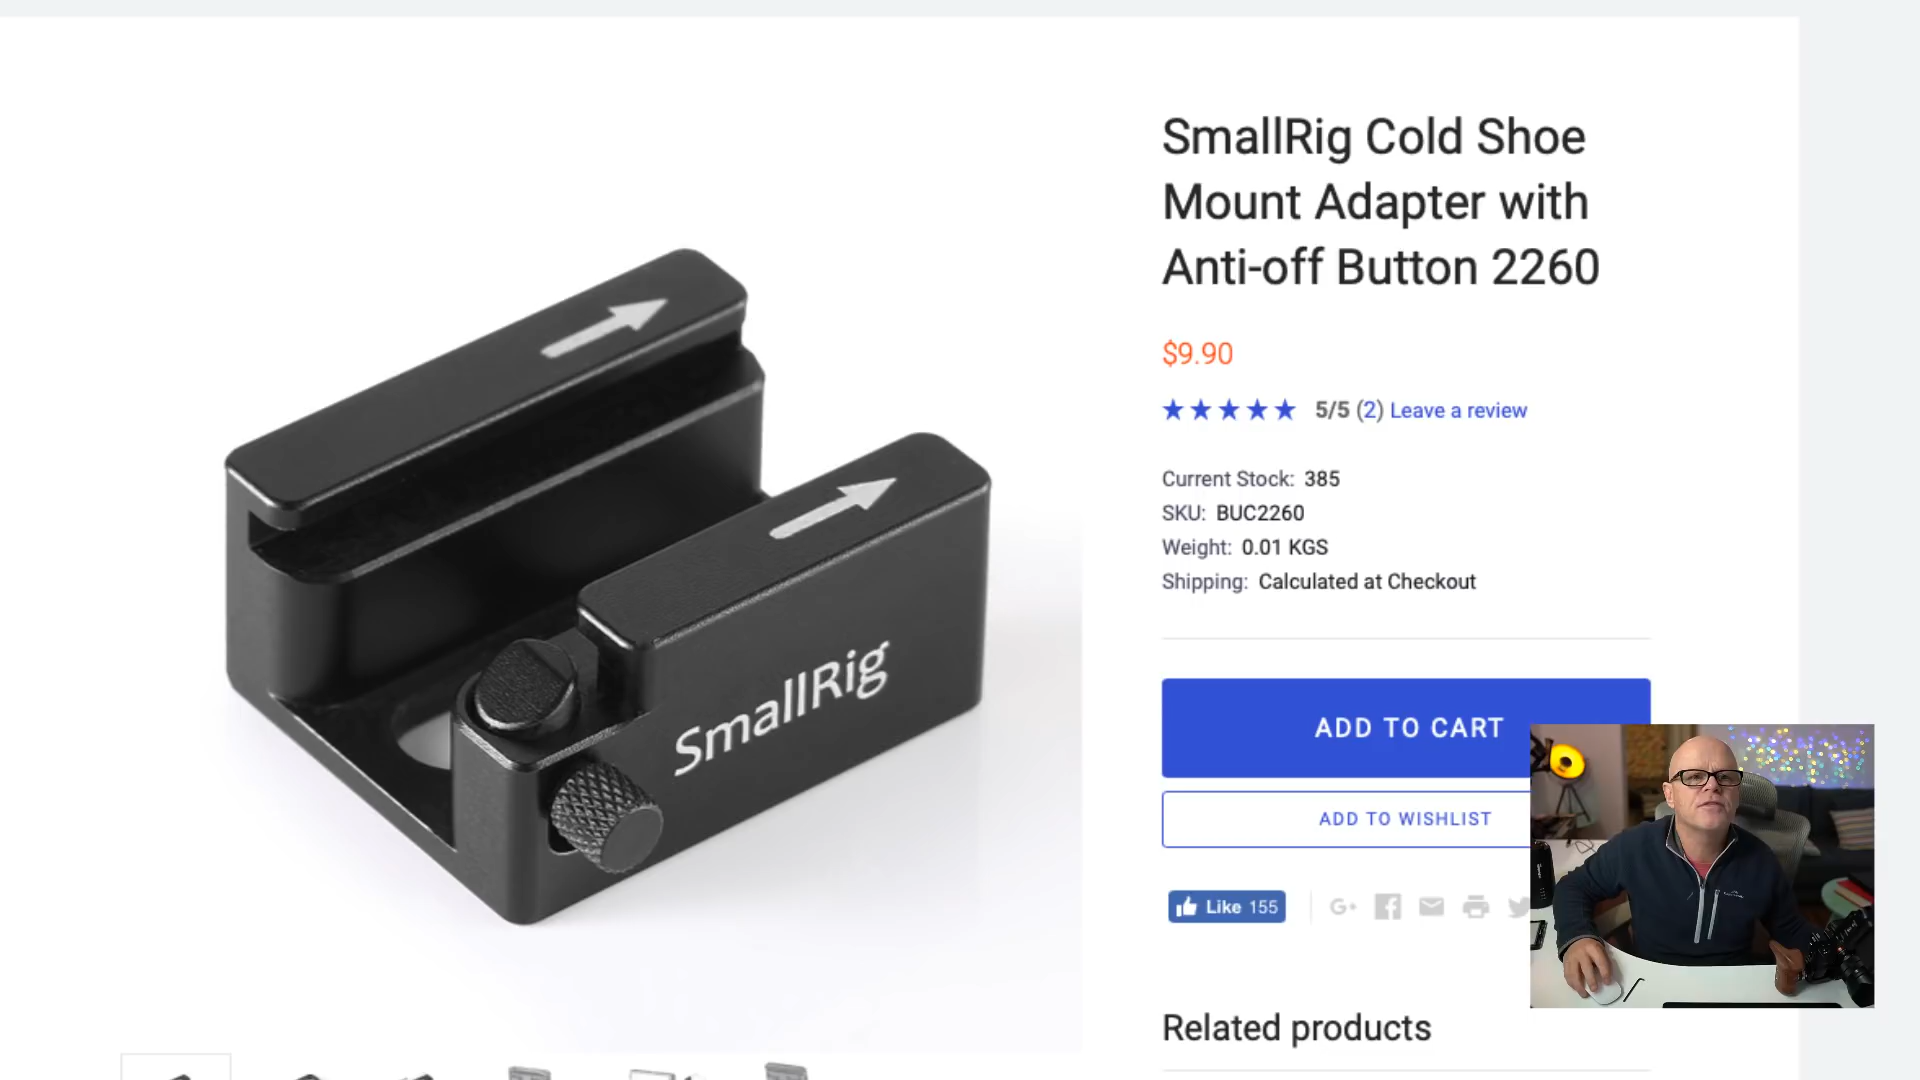 SmallRig Cold Shoe
Mount Adapter with
Anti-off Button 2260
$9.90
5/5 (2) Leave a review
Current Stock: 385
SKU: BUC2260
Weight: 0.01 KGS
Shipping: Calculated at Checkout
SmallRig
ADD TO CART
ADD TO WISHLIST
Like 155
G+
Related products